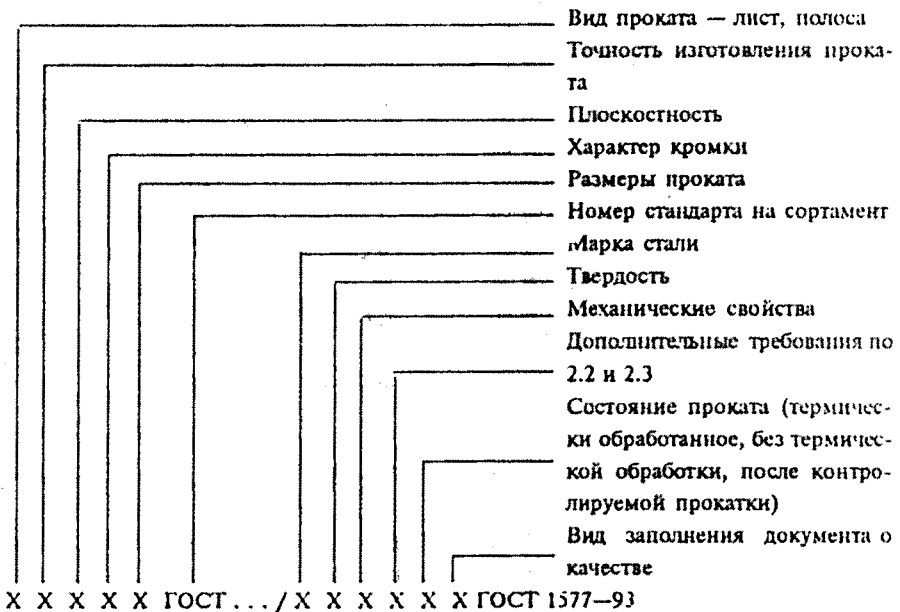 Вид проката — лист, полоса
Точность изготовления прока-
та
Плоскостность
Характер кромки
Размеры проката
Номер стандарта на сортамент
Марка стали
Твердость
Механические свойства
Дополнительные требования по
2.2 и 2.3
Состояние проката (термичес-
ки обработанное, без термичес-
кой обработки, после контро-
лируемой прокатки)
Вид заполнения документа о
качестве
X X X X X ГОСТ . . . / X X X X X X ГОСТ 1577—93